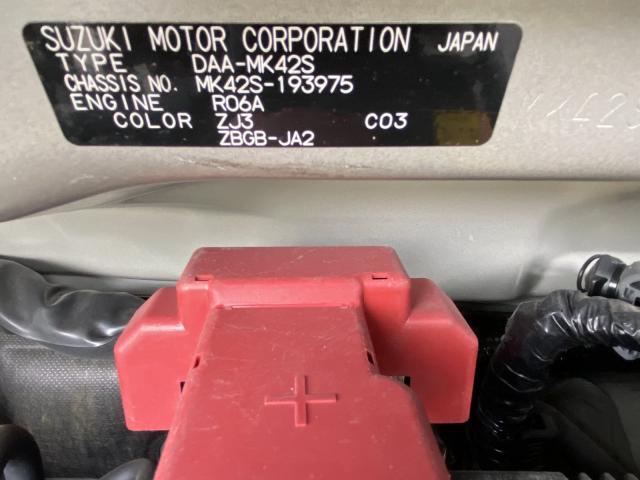 SUZUKI MOTOR CORPORATION JAPAN
TYPE DAA-MK42S
CHASSIS NO. MK42S-193975
ENGINE R06A
COLOR ZJ3 C03
ZBGB-JA2
+